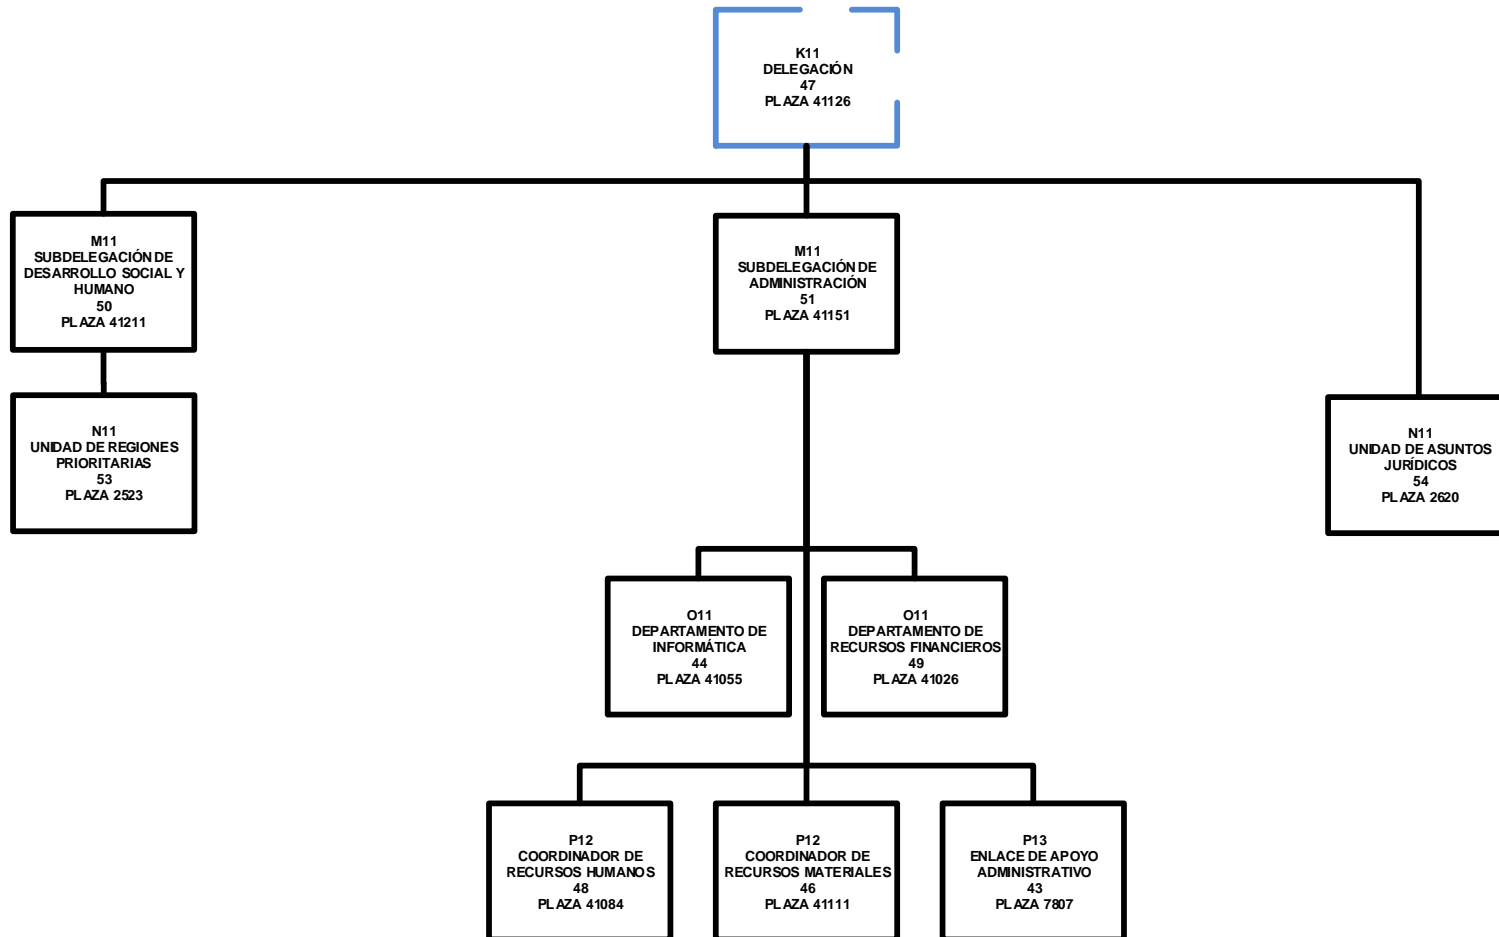 K11
DELEGACIÓN
47
PLAZA 41126
M11
SUBDELEGACIÓN DE
DESARROLLO SOCIAL Y
HUMANO
50
PLAZA 41211
M11
SUBDELEGACIÓN DE
ADMINISTRACIÓN
51
PLAZA 41151
N11
UNIDAD DE REGIONES
PRIORITARIAS
53
PLAZA 2523
N11
UNIDAD DE ASUNTOS
JURÍDICOS
54
PLAZA 2620
O11
DEPARTAMENTO DE
INFORMÁTICA
44
PLAZA 41055
O11
DEPARTAMENTO DE
RECURSOS FINANCIEROS
49
PLAZA 41026
P12
COORDINADOR DE
RECURSOS HUMANOS
48
PLAZA 41084
P12
COORDINADOR DE
RECURSOS MATERIALES
46
PLAZA 41111
P13
ENLACE DE APOYO
ADMINISTRATIVO
43
PLAZA 7807